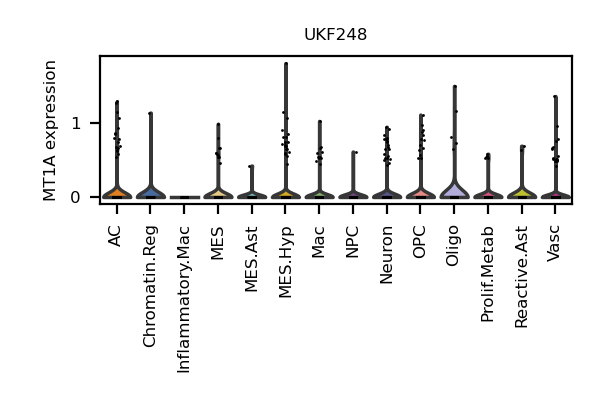 UKF248
MT1A expression
1
0
AC
Chromatin.Reg
Inflammatory.Mac
MES
MES.Ast
MES.Hyp
Mac
NPC
Neuron
OPC
Oligo
Prolif.Metab
Reactive.Ast
Vasc